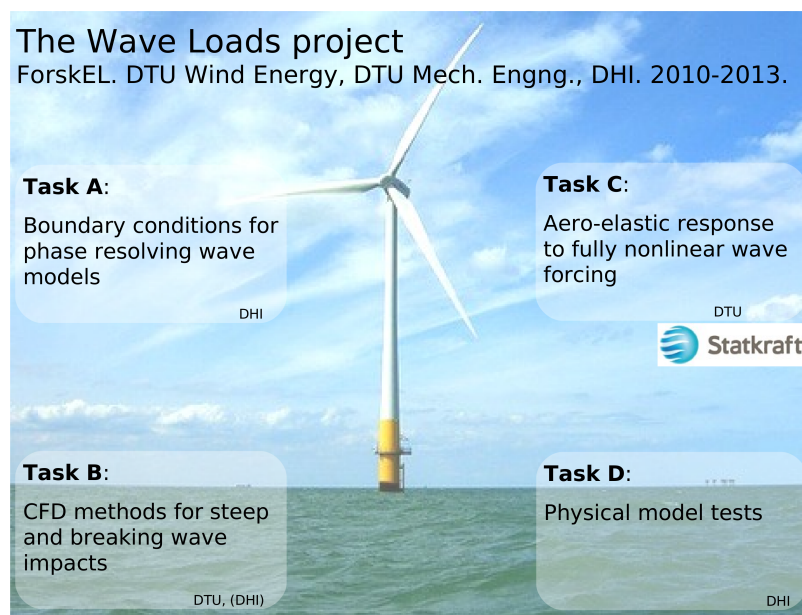 The Wave Loads project
ForskEL. DTU Wind Energy, DTU Mech. Engng., DHI. 2010-2013.
Task A:
Boundary conditions for
phase resolving wave
models
DHI
Task C:
Aero-elastic response
to fully nonlinear wave
forcing
DTU
Statkraft
Task B:
CFD methods for steep
and breaking wave
impacts
DTU, (DHI)
Task D:
Physical model tests
DHI